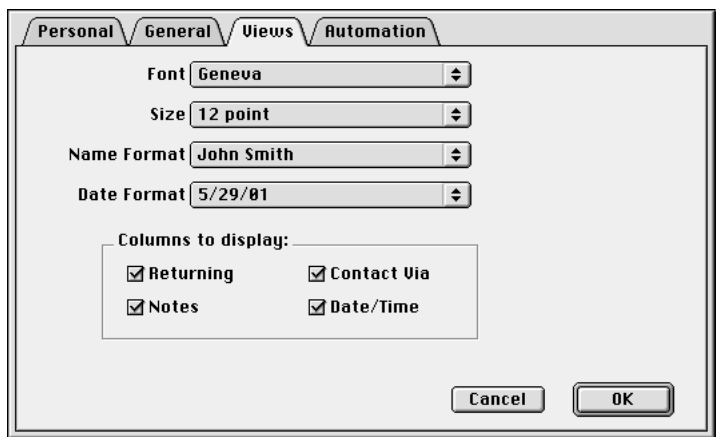 Personal General Views Automation
Font Geneva
Size 12 point
Name Format John Smith
Date Format 5/29/01
Columns to display:
Returning Contact Via
Notes Date/Time
Cancel OK